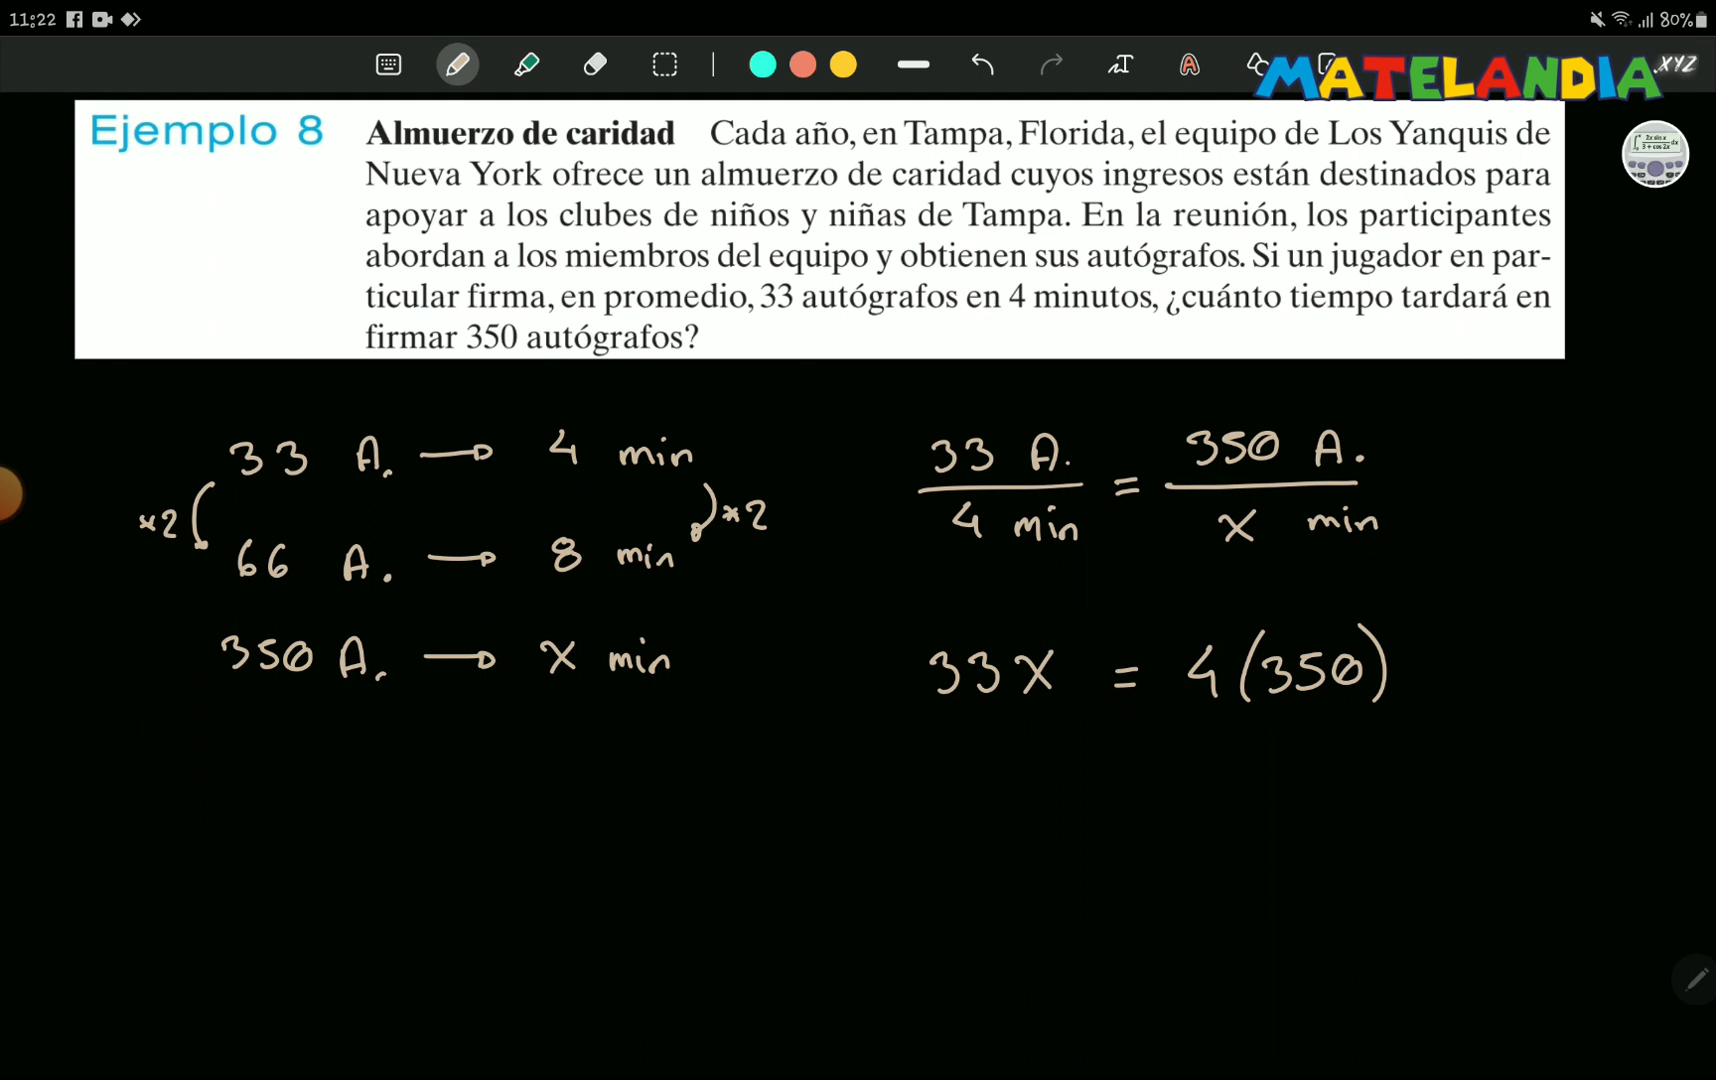 11:22 80%
MATELANDIA.XYZ
Ejemplo 8 Almuerzo de caridad Cada año, en Tampa, Florida, el equipo de Los Yanquis de
Nueva York ofrece un almuerzo de caridad cuyos ingresos están destinados para
apoyar a los clubes de niños y niñas de Tampa. En la reunión, los participantes
abordan a los miembros del equipo y obtienen sus autógrafos. Si un jugador en par-
ticular firma, en promedio, 33 autógrafos en 4 minutos, ¿cuánto tiempo tardará en
firmar 350 autógrafos?
33 A. → 4 min
*2 *2
66 A. → 8 min
350 A. → x min
33 A. = 350 A.
4 min x min
33x = 4(350)